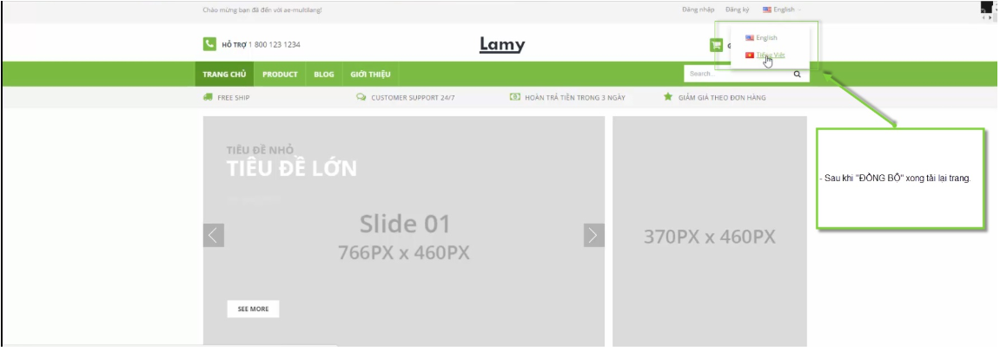 Chào mừng bạn đã đến với ae-multilang!
Đăng nhập Đăng ký English
English
Tiếng Việt
HỖ TRỢ 1 800 123 1234
Lamy
G
TRANG CHỦ PRODUCT BLOG GIỚI THIỆU
Search...
FREE SHIP CUSTOMER SUPPORT 24/7 HOÀN TRẢ TIỀN TRONG 3 NGÀY GIẢM GIÁ THEO ĐƠN HÀNG
TIÊU ĐỀ NHỎ
TIÊU ĐỀ LỚN
Slide 01
766PX x 460PX
370PX x 460PX
SEE MORE
- Sau khi "ĐỒNG BỘ" xong tải lại trang.